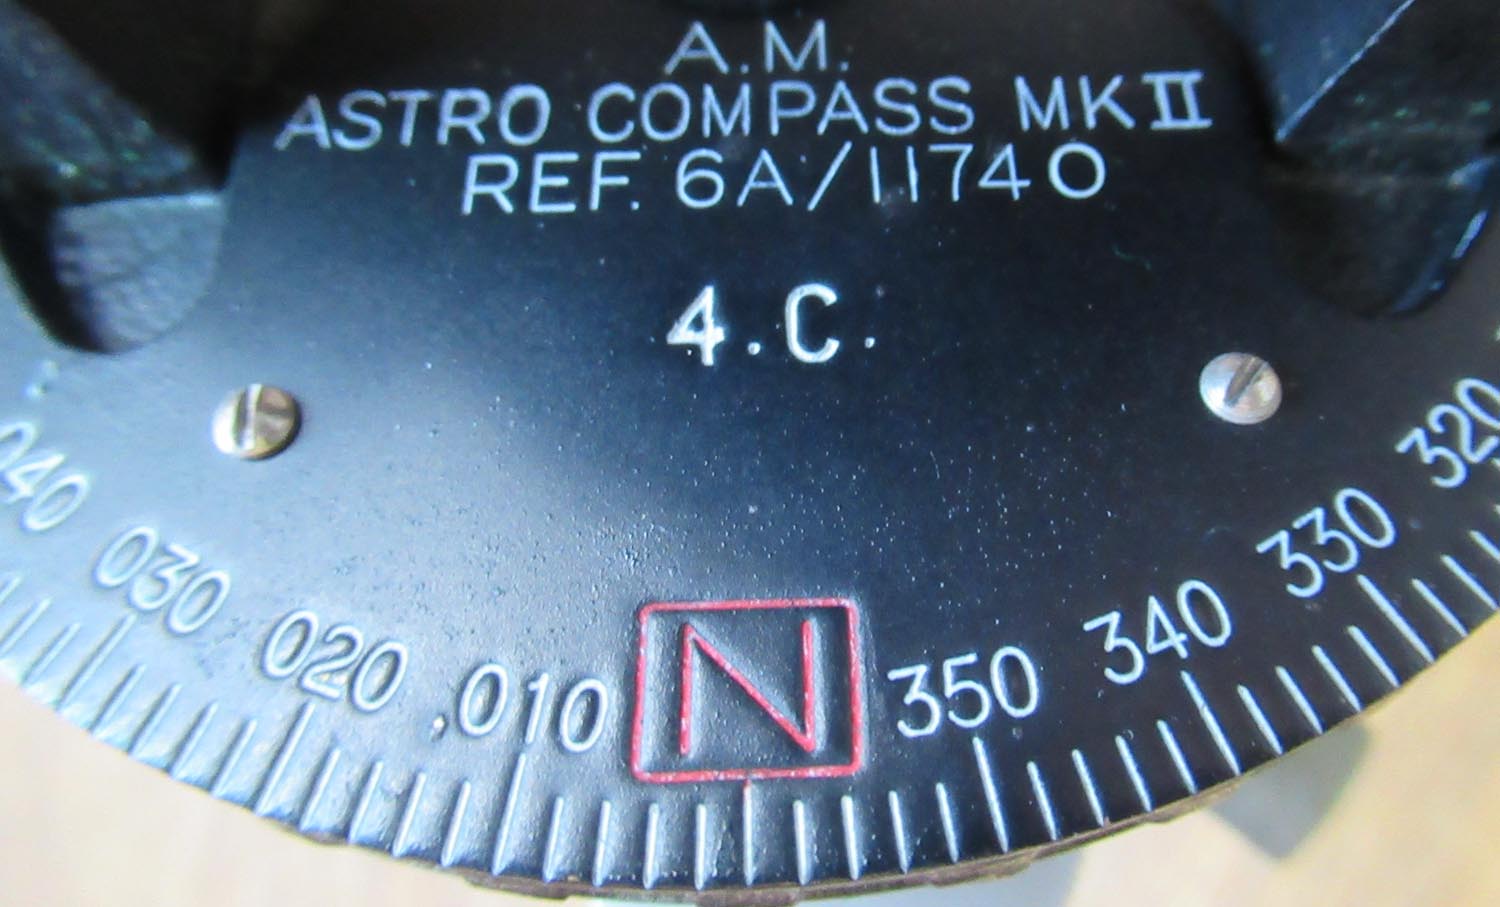 A.M.
ASTRO COMPASS MK II
REF. 6A/11740
4.C.
040 030 020 010 N 350 340 330 320